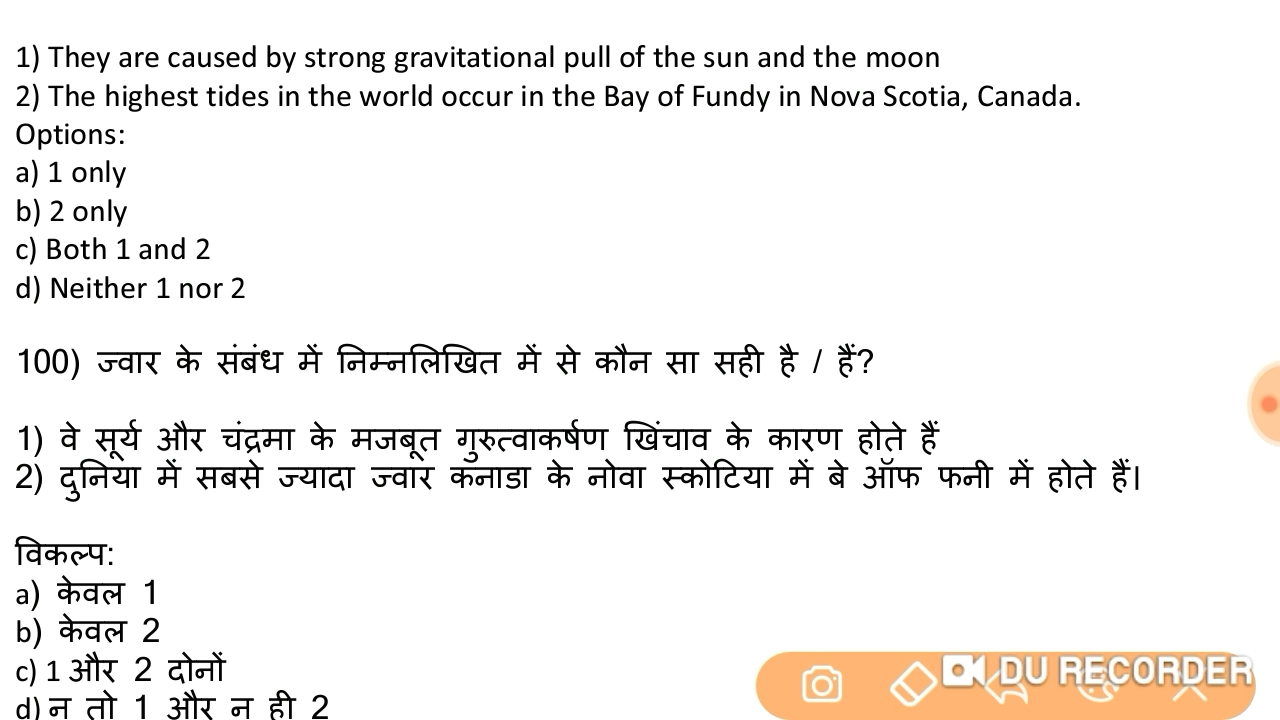 1) They are caused by strong gravitational pull of the sun and the moon
2) The highest tides in the world occur in the Bay of Fundy in Nova Scotia, Canada.
Options:
a) 1 only
b) 2 only
c) Both 1 and 2
d) Neither 1 nor 2
100) ज्वार के संबंध में निम्नलिखित में से कौन सा सही है / हैं?
1) वे सूर्य और चंद्रमा के मजबूत गुरुत्वाकर्षण खिंचाव के कारण होते हैं
2) दुनिया में सबसे ज्यादा ज्वार कनाडा के नोवा स्कोटिया में बे ऑफ फनी में होते हैं।
विकल्प:
a) केवल 1
b) केवल 2
c) 1 और 2 दोनों
d) न तो 1 और न ही 2
DU RECORDER